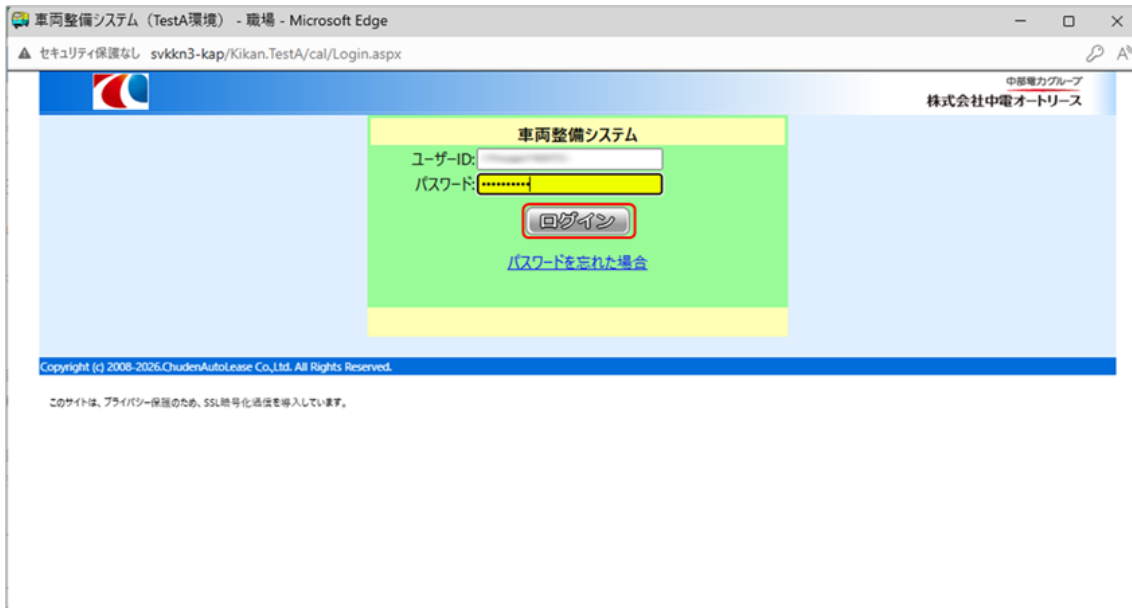 車両整備システム（TestA環境） - 職場 - Microsoft Edge
セキュリティ保護なし svkkn3-kap/Kikan.TestA/cal/Login.aspx
中部電力グループ
株式会社中電オートリース
車両整備システム
ユーザーID:
パスワード:
ログイン
パスワードを忘れた場合
Copyright (c) 2008-2026.ChudenAutoLease Co.,Ltd. All Rights Reserved.
このサイトは、プライバシー保護のため、SSL暗号化通信を導入しています。